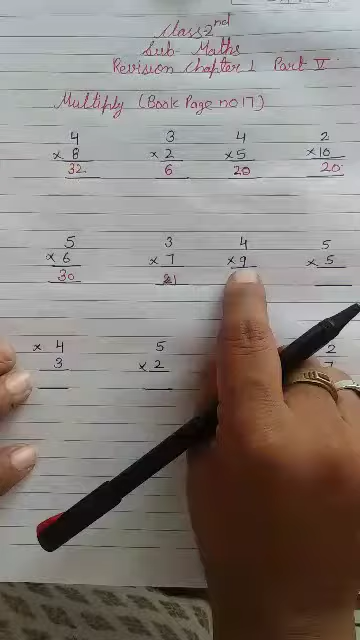 Class 2nd
Sub Maths
Revision Chapter 1 Part V
Multiply (Book Page no 17)
4 3 4 2
× 8 × 2 × 5 × 10
32 6 20 20
5 3 4 5
× 6 × 7 × 9 × 5
30 21
× 4 5 2
3 × 2 7